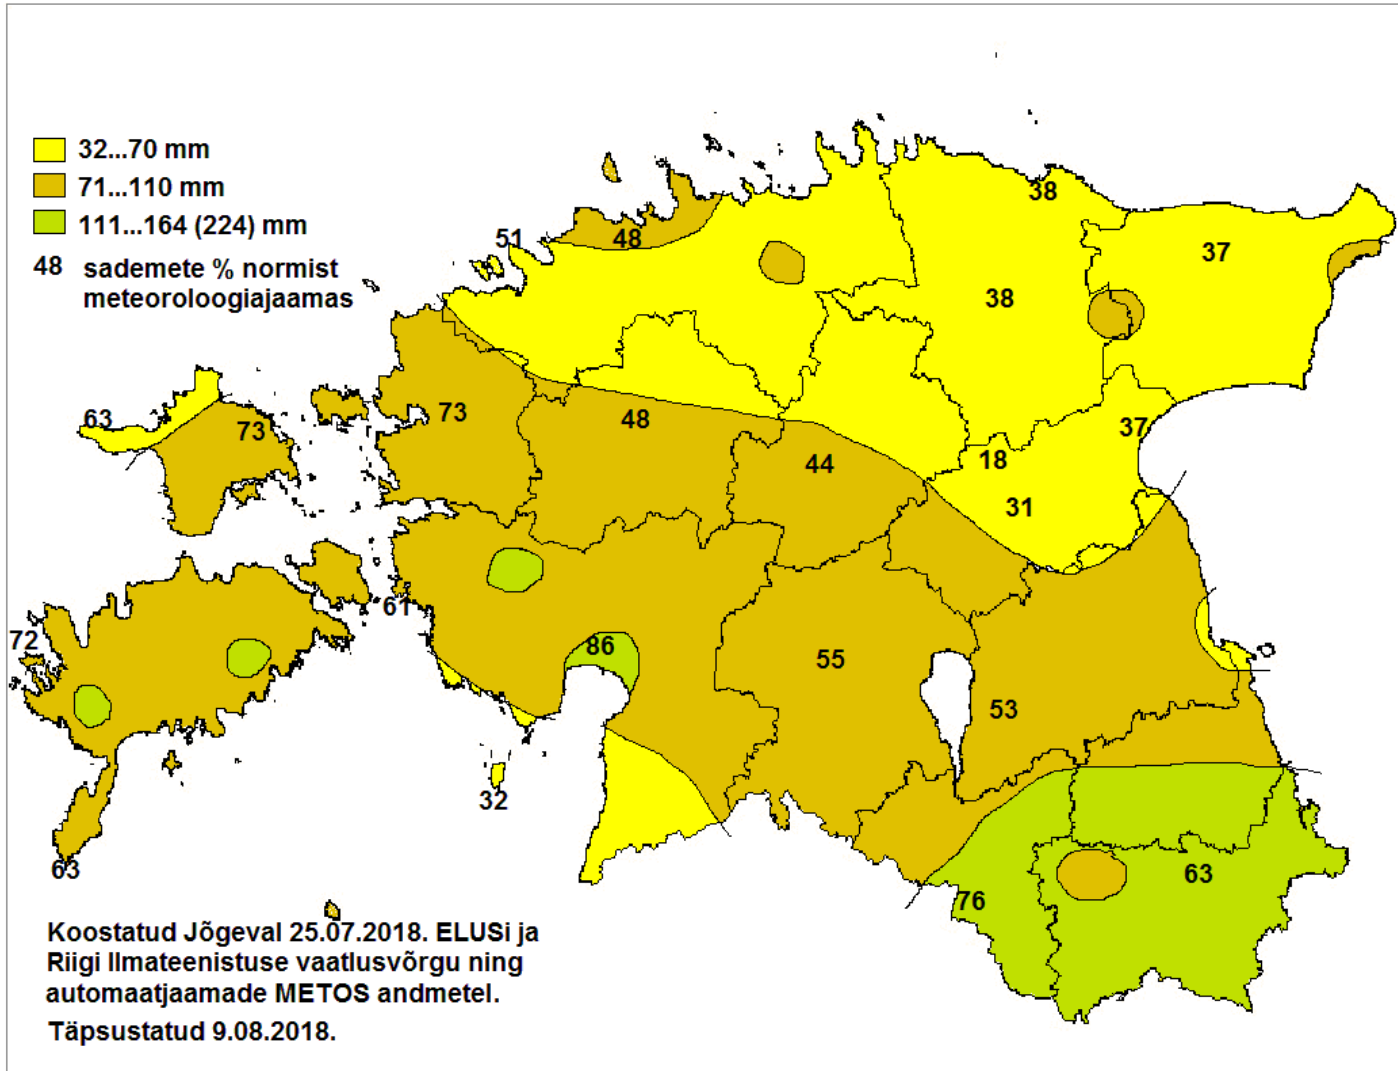 32...70 mm
71...110 mm
111...164 (224) mm
48 sademete % normist
meteoroloogiajaamas
38
51
48
37
38
63
73
73
48
37
44
18
31
61
72
86
55
53
32
63
63
76
Koostatud Jõgeval 25.07.2018. ELUSi ja
Riigi Ilmateenistuse vaatlusvõrgu ning
automaatjaamade METOS andmetel.
Täpsustatud 9.08.2018.